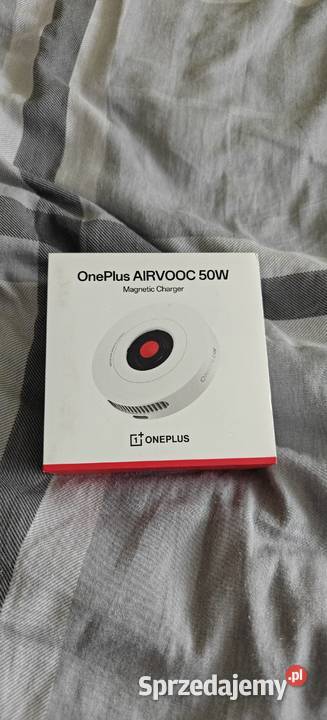 OnePlus AIRVOOC 50W
Magnetic Charger
1+ ONEPLUS
Sprzedajemy.pl